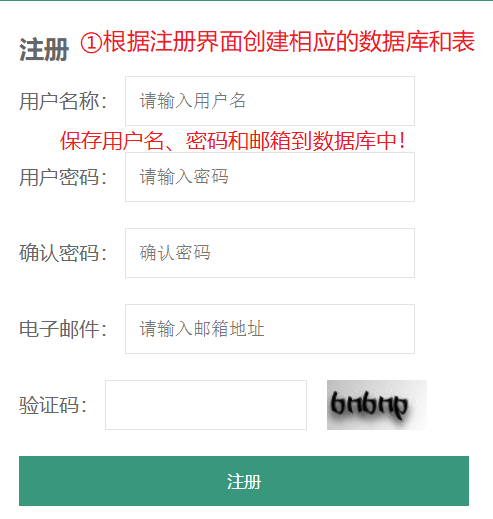 注册 ①根据注册界面创建相应的数据库和表
用户名称： 请输入用户名
保存用户名、密码和邮箱到数据库中！
用户密码： 请输入密码
确认密码： 确认密码
电子邮件： 请输入邮箱地址
验证码： bnbnp
注册